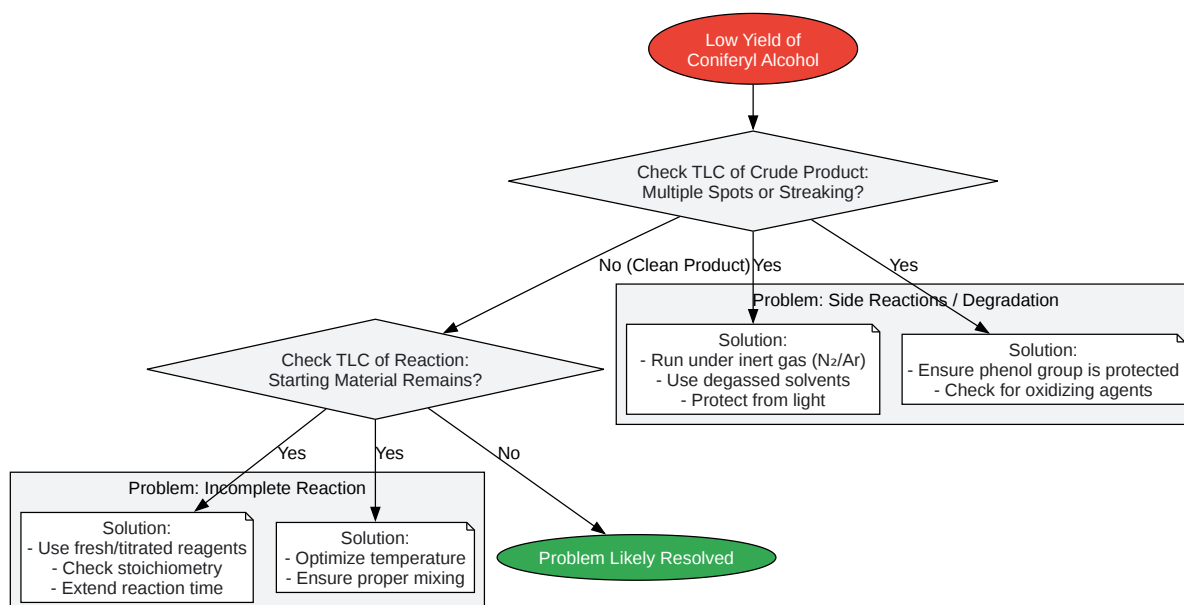 Low Yield of
Coniferyl Alcohol
Check TLC of Crude Product:
Multiple Spots or Streaking?
No (Clean Product)
Yes
Yes
Problem: Side Reactions / Degradation
Solution:
- Run under inert gas (N₂/Ar)
- Use degassed solvents
- Protect from light
Solution:
- Ensure phenol group is protected
- Check for oxidizing agents
Check TLC of Reaction:
Starting Material Remains?
Yes
Yes
No
Problem: Incomplete Reaction
Solution:
- Use fresh/titrated reagents
- Check stoichiometry
- Extend reaction time
Solution:
- Optimize temperature
- Ensure proper mixing
Problem Likely Resolved